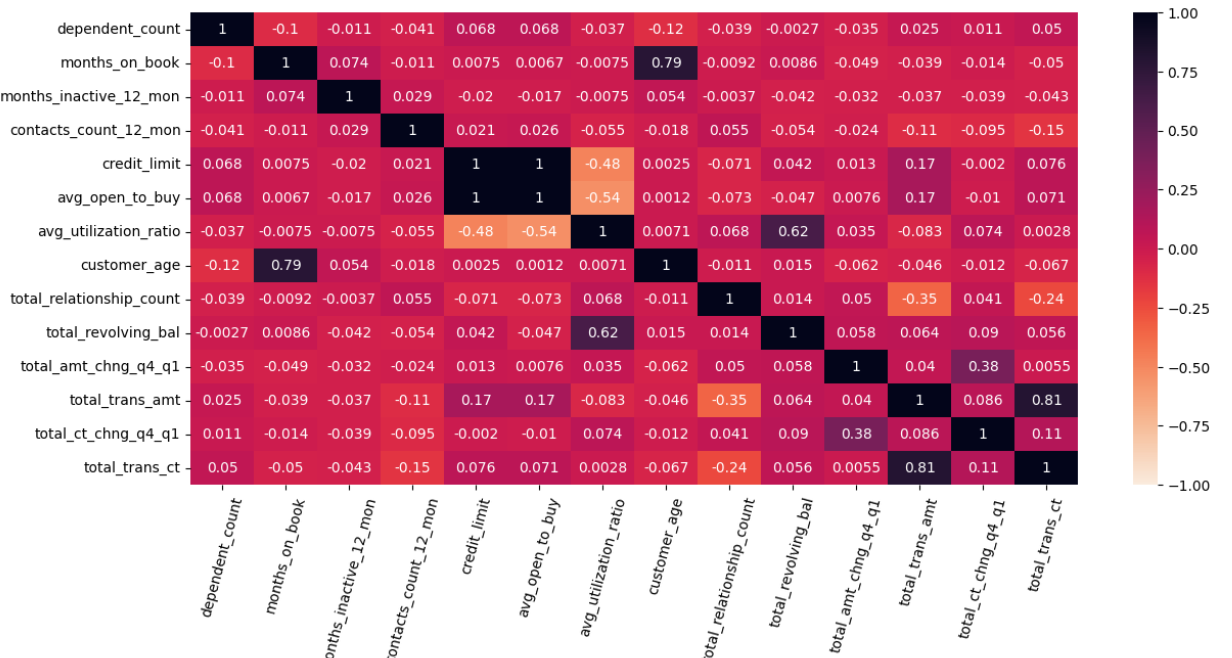 dependent_count 1 -0.1 -0.011 -0.041 0.068 0.068 -0.037 -0.12 -0.039 -0.0027 -0.035 0.025 0.011 0.05
months_on_book -0.1 1 0.074 -0.011 0.0075 0.0067 -0.0075 0.79 -0.0092 0.0086 -0.049 -0.039 -0.014 -0.05
months_inactive_12_mon -0.011 0.074 1 0.029 -0.02 -0.017 -0.0075 0.054 -0.0037 -0.042 -0.032 -0.037 -0.039 -0.043
contacts_count_12_mon -0.041 -0.011 0.029 1 0.021 0.026 -0.055 -0.018 0.055 -0.054 -0.024 -0.11 -0.095 -0.15
credit_limit 0.068 0.0075 -0.02 0.021 1 1 -0.48 0.0025 -0.071 0.042 0.013 0.17 -0.002 0.076
avg_open_to_buy 0.068 0.0067 -0.017 0.026 1 1 -0.54 0.0012 -0.073 -0.047 0.0076 0.17 -0.01 0.071
avg_utilization_ratio -0.037 -0.0075 -0.0075 -0.055 -0.48 -0.54 1 0.0071 0.068 0.62 0.035 -0.083 0.074 0.0028
customer_age -0.12 0.79 0.054 -0.018 0.0025 0.0012 0.0071 1 -0.011 0.015 -0.062 -0.046 -0.012 -0.067
total_relationship_count -0.039 -0.0092 -0.0037 0.055 -0.071 -0.073 0.068 -0.011 1 0.014 0.05 -0.35 0.041 -0.24
total_revolving_bal -0.0027 0.0086 -0.042 -0.054 0.042 -0.047 0.62 0.015 0.014 1 0.058 0.064 0.09 0.056
total_amt_chng_q4_q1 -0.035 -0.049 -0.032 -0.024 0.013 0.0076 0.035 -0.062 0.05 0.058 1 0.04 0.38 0.0055
total_trans_amt 0.025 -0.039 -0.037 -0.11 0.17 0.17 -0.083 -0.046 -0.35 0.064 0.04 1 0.086 0.81
total_ct_chng_q4_q1 0.011 -0.014 -0.039 -0.095 -0.002 -0.01 0.074 -0.012 0.041 0.09 0.38 0.086 1 0.11
total_trans_ct 0.05 -0.05 -0.043 -0.15 0.076 0.071 0.0028 -0.067 -0.24 0.056 0.0055 0.81 0.11 1
dependent_count
months_on_book
onths_inactive_12_mon
ontacts_count_12_mon
credit_limit
avg_open_to_buy
avg_utilization_ratio
customer_age
otal_relationship_count
total_revolving_bal
total_amt_chng_q4_q1
total_trans_amt
total_ct_chng_q4_q1
total_trans_ct
1.00
0.75
0.50
0.25
0.00
−0.25
−0.50
−0.75
−1.00